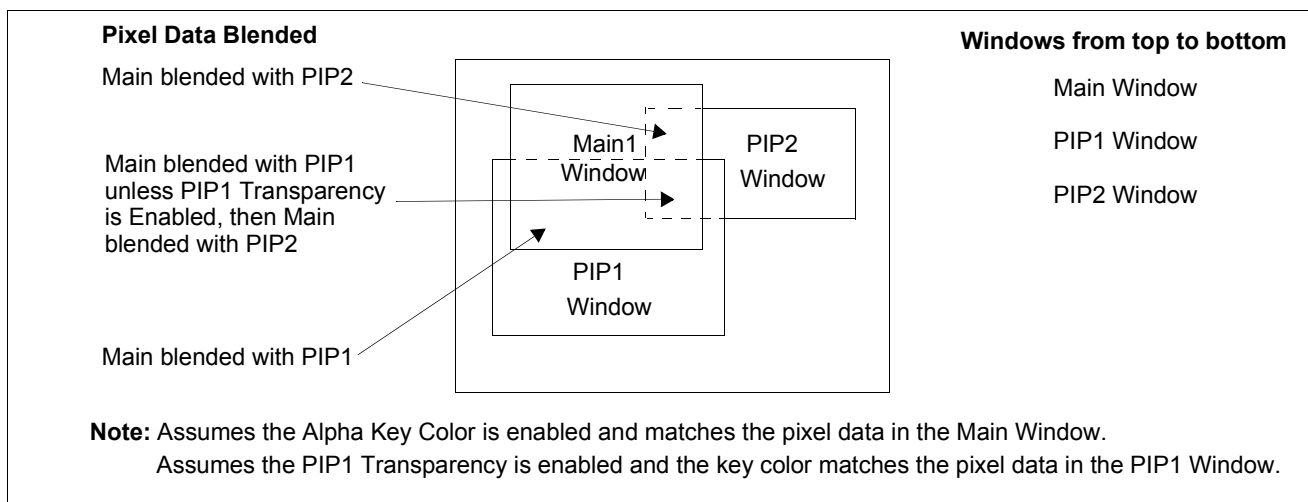 Pixel Data Blended
Main blended with PIP2
Main blended with PIP1
unless PIP1 Transparency
is Enabled, then Main
blended with PIP2
Main blended with PIP1
Main1
Window
PIP2
Window
PIP1
Window
Windows from top to bottom
Main Window
PIP1 Window
PIP2 Window
Note: Assumes the Alpha Key Color is enabled and matches the pixel data in the Main Window.
Assumes the PIP1 Transparency is enabled and the key color matches the pixel data in the PIP1 Window.